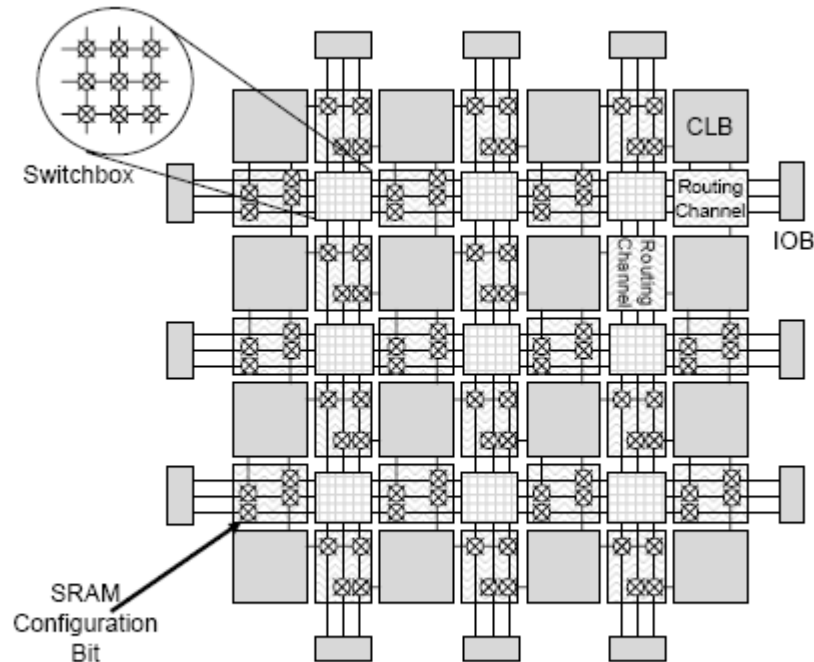 CLB
Switchbox
Routing
Channel
IOB
Routing
Channel
SRAM
Configuration
Bit